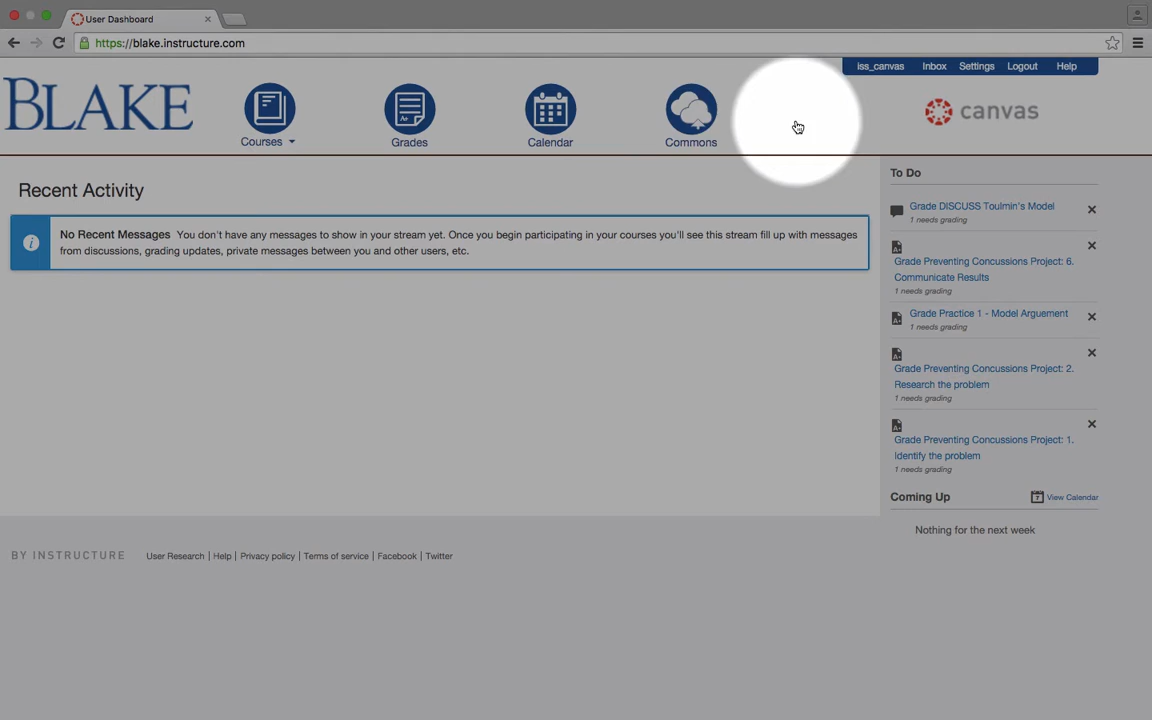 User Dashboard
https://blake.instructure.com
iss_canvas Inbox Settings Logout Help
BLAKE
Courses Grades Calendar Commons
canvas
Recent Activity
No Recent Messages You don't have any messages to show in your stream yet. Once you begin participating in your courses you'll see this stream fill up with messages
from discussions, grading updates, private messages between you and other users, etc.
To Do
Grade DISCUSS Toulmin's Model
1 needs grading
Grade Preventing Concussions Project: 6.
Communicate Results
1 needs grading
Grade Practice 1 - Model Arguement
1 needs grading
Grade Preventing Concussions Project: 2.
Research the problem
1 needs grading
Grade Preventing Concussions Project: 1.
Identify the problem
1 needs grading
Coming Up View Calendar
Nothing for the next week
BY INSTRUCTURE User Research | Help | Privacy policy | Terms of service | Facebook | Twitter